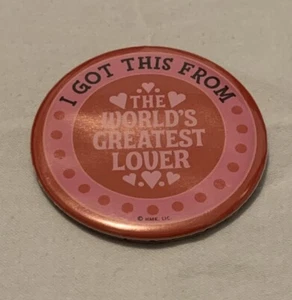 I GOT THIS FROM
THE
WORLD'S
GREATEST
LOVER